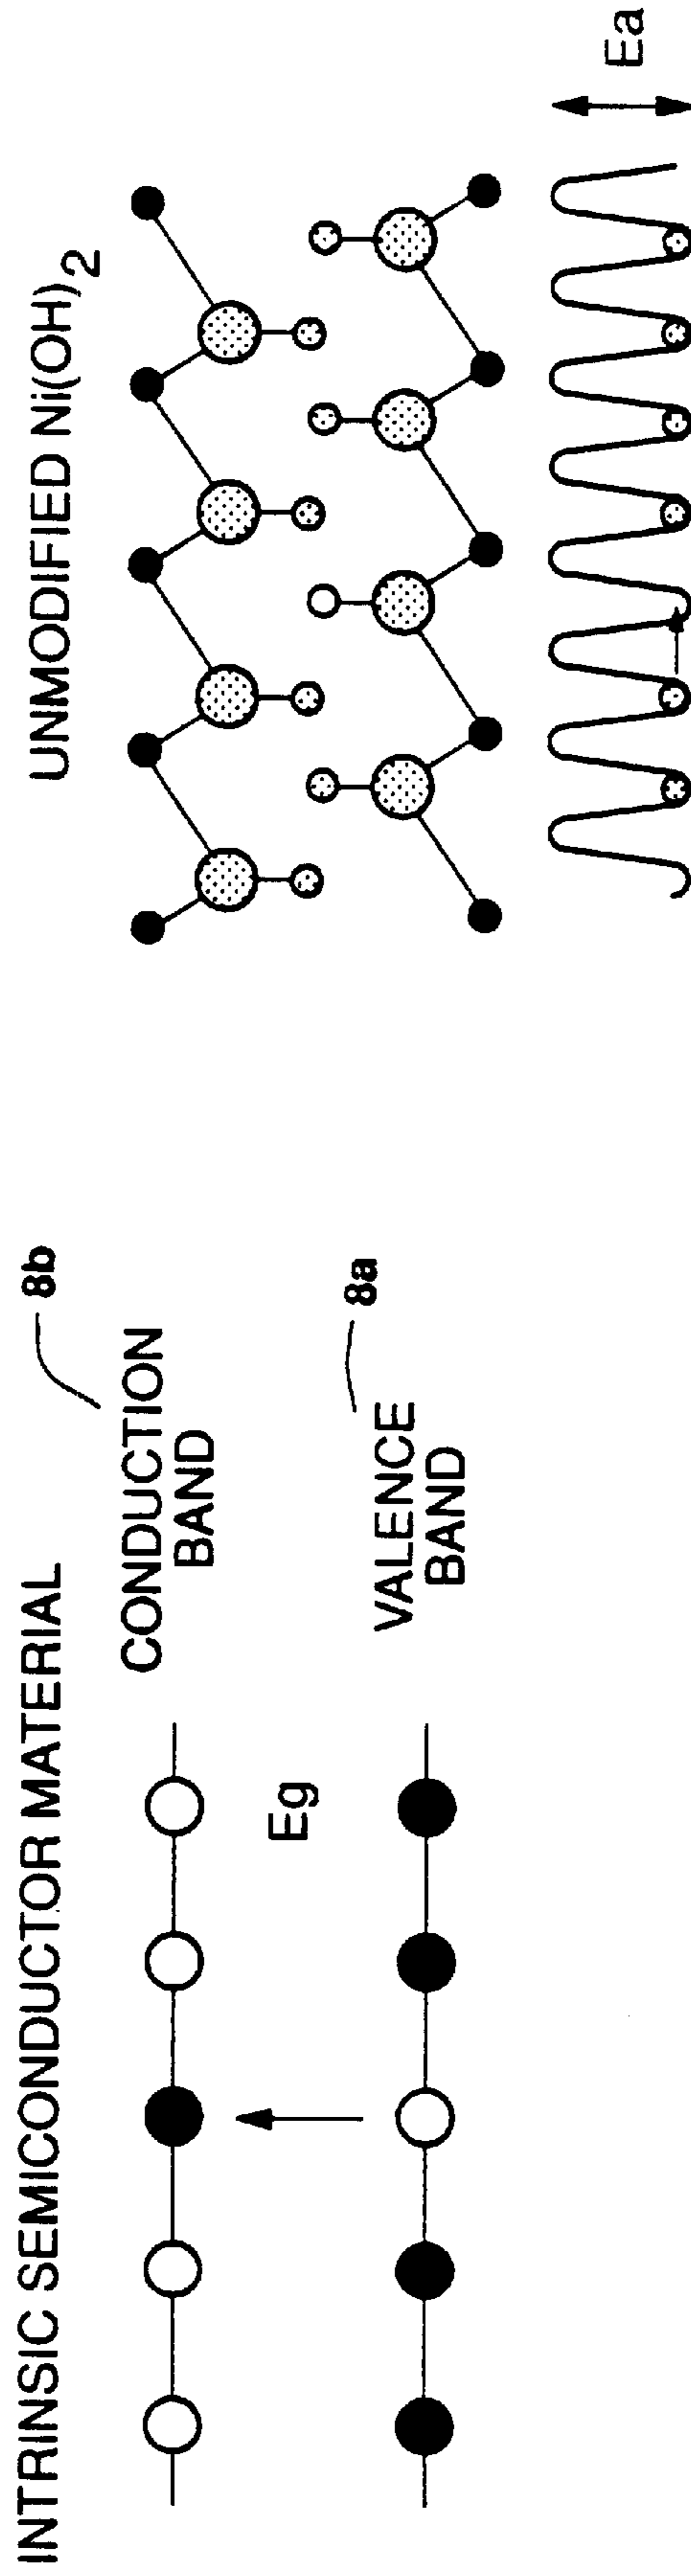 INTRINSIC SEMICONDUCTOR MATERIAL
CONDUCTION
BAND
8b
Eg
VALENCE
BAND
8a
UNMODIFIED Ni(OH)2
Ea